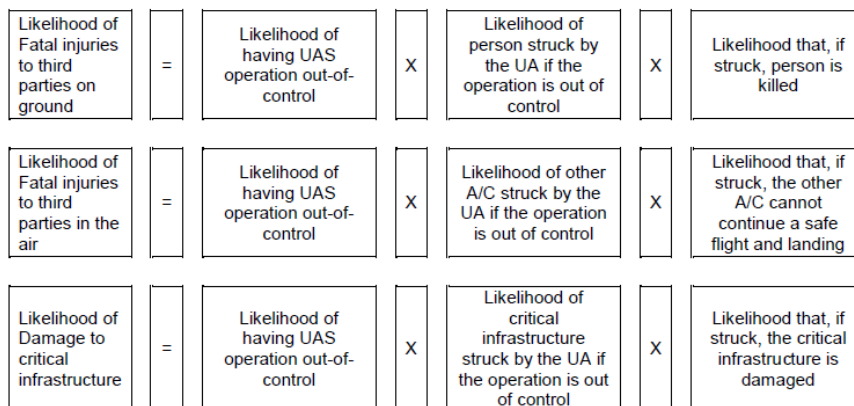 Likelihood of
Fatal injuries
to third
parties on
ground
=
Likelihood of
having UAS
operation out-of-
control
X
Likelihood of
person struck by
the UA if the
operation is out of
control
X
Likelihood that, if
struck, person is
killed
Likelihood of
Fatal injuries
to third
parties in the
air
=
Likelihood of
having UAS
operation out-of-
control
X
Likelihood of other
A/C struck by the
UA if the operation
is out of control
X
Likelihood that, if
struck, the other
A/C cannot
continue a safe
flight and landing
Likelihood of
Damage to
critical
infrastructure
=
Likelihood of
having UAS
operation out-of-
control
X
Likelihood of
critical
infrastructure
struck by the UA if
the operation is out
of control
X
Likelihood that, if
struck, the critical
infrastructure is
damaged